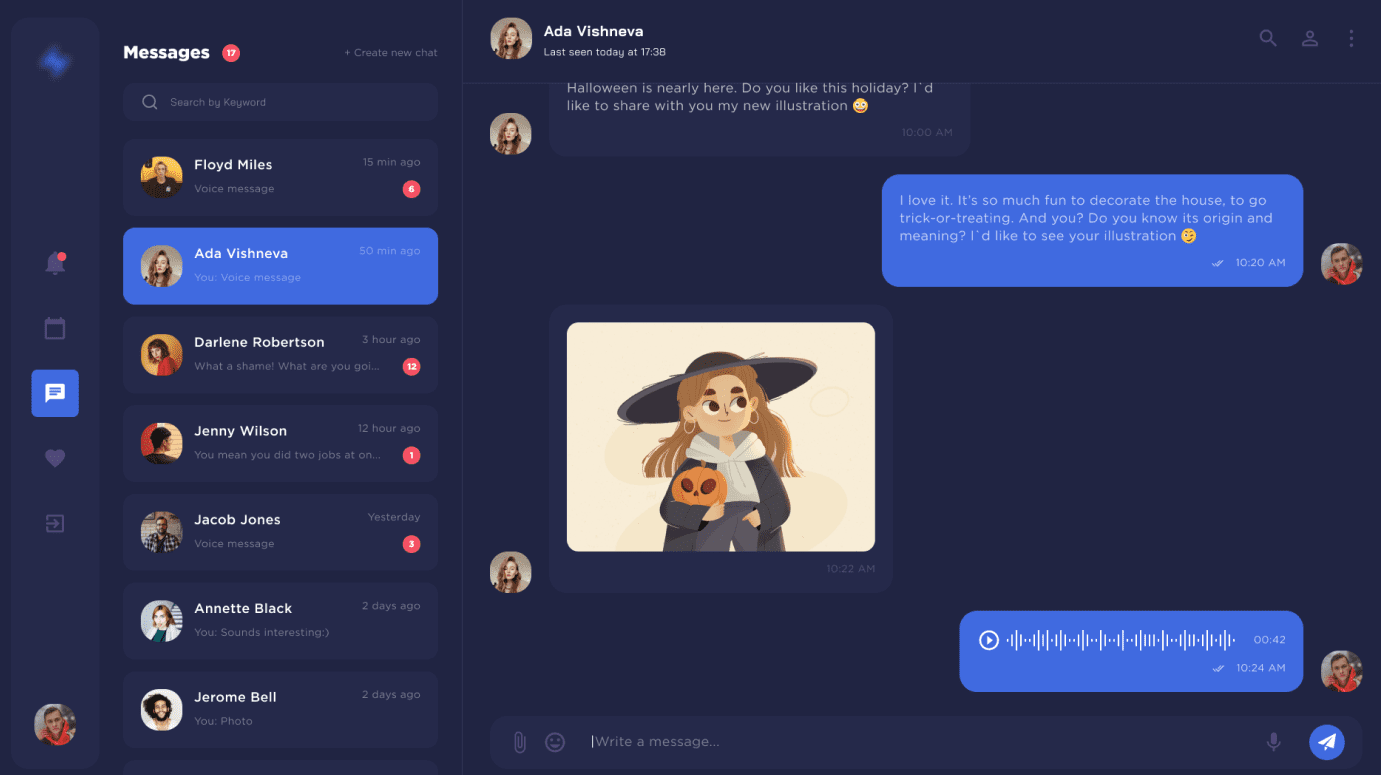 Messages 17
+ Create new chat
Search by Keyword
Floyd Miles
15 min ago
Voice message
6
Ada Vishneva
50 min ago
You: Voice message
Darlene Robertson
3 hour ago
What a shame! What are you goi...
12
Jenny Wilson
12 hour ago
You mean you did two jobs at on...
1
Jacob Jones
Yesterday
Voice message
3
Annette Black
2 days ago
You: Sounds interesting:)
Jerome Bell
2 days ago
You: Photo
Ada Vishneva
Last seen today at 17:38
Halloween is nearly here. Do you like this holiday? I`d
like to share with you my new illustration 🤪
10:00 AM
I love it. It's so much fun to decorate the house, to go
trick-or-treating. And you? Do you know its origin and
meaning? I`d like to see your illustration 😏
10:20 AM
10:22 AM
00:42
10:24 AM
Write a message...